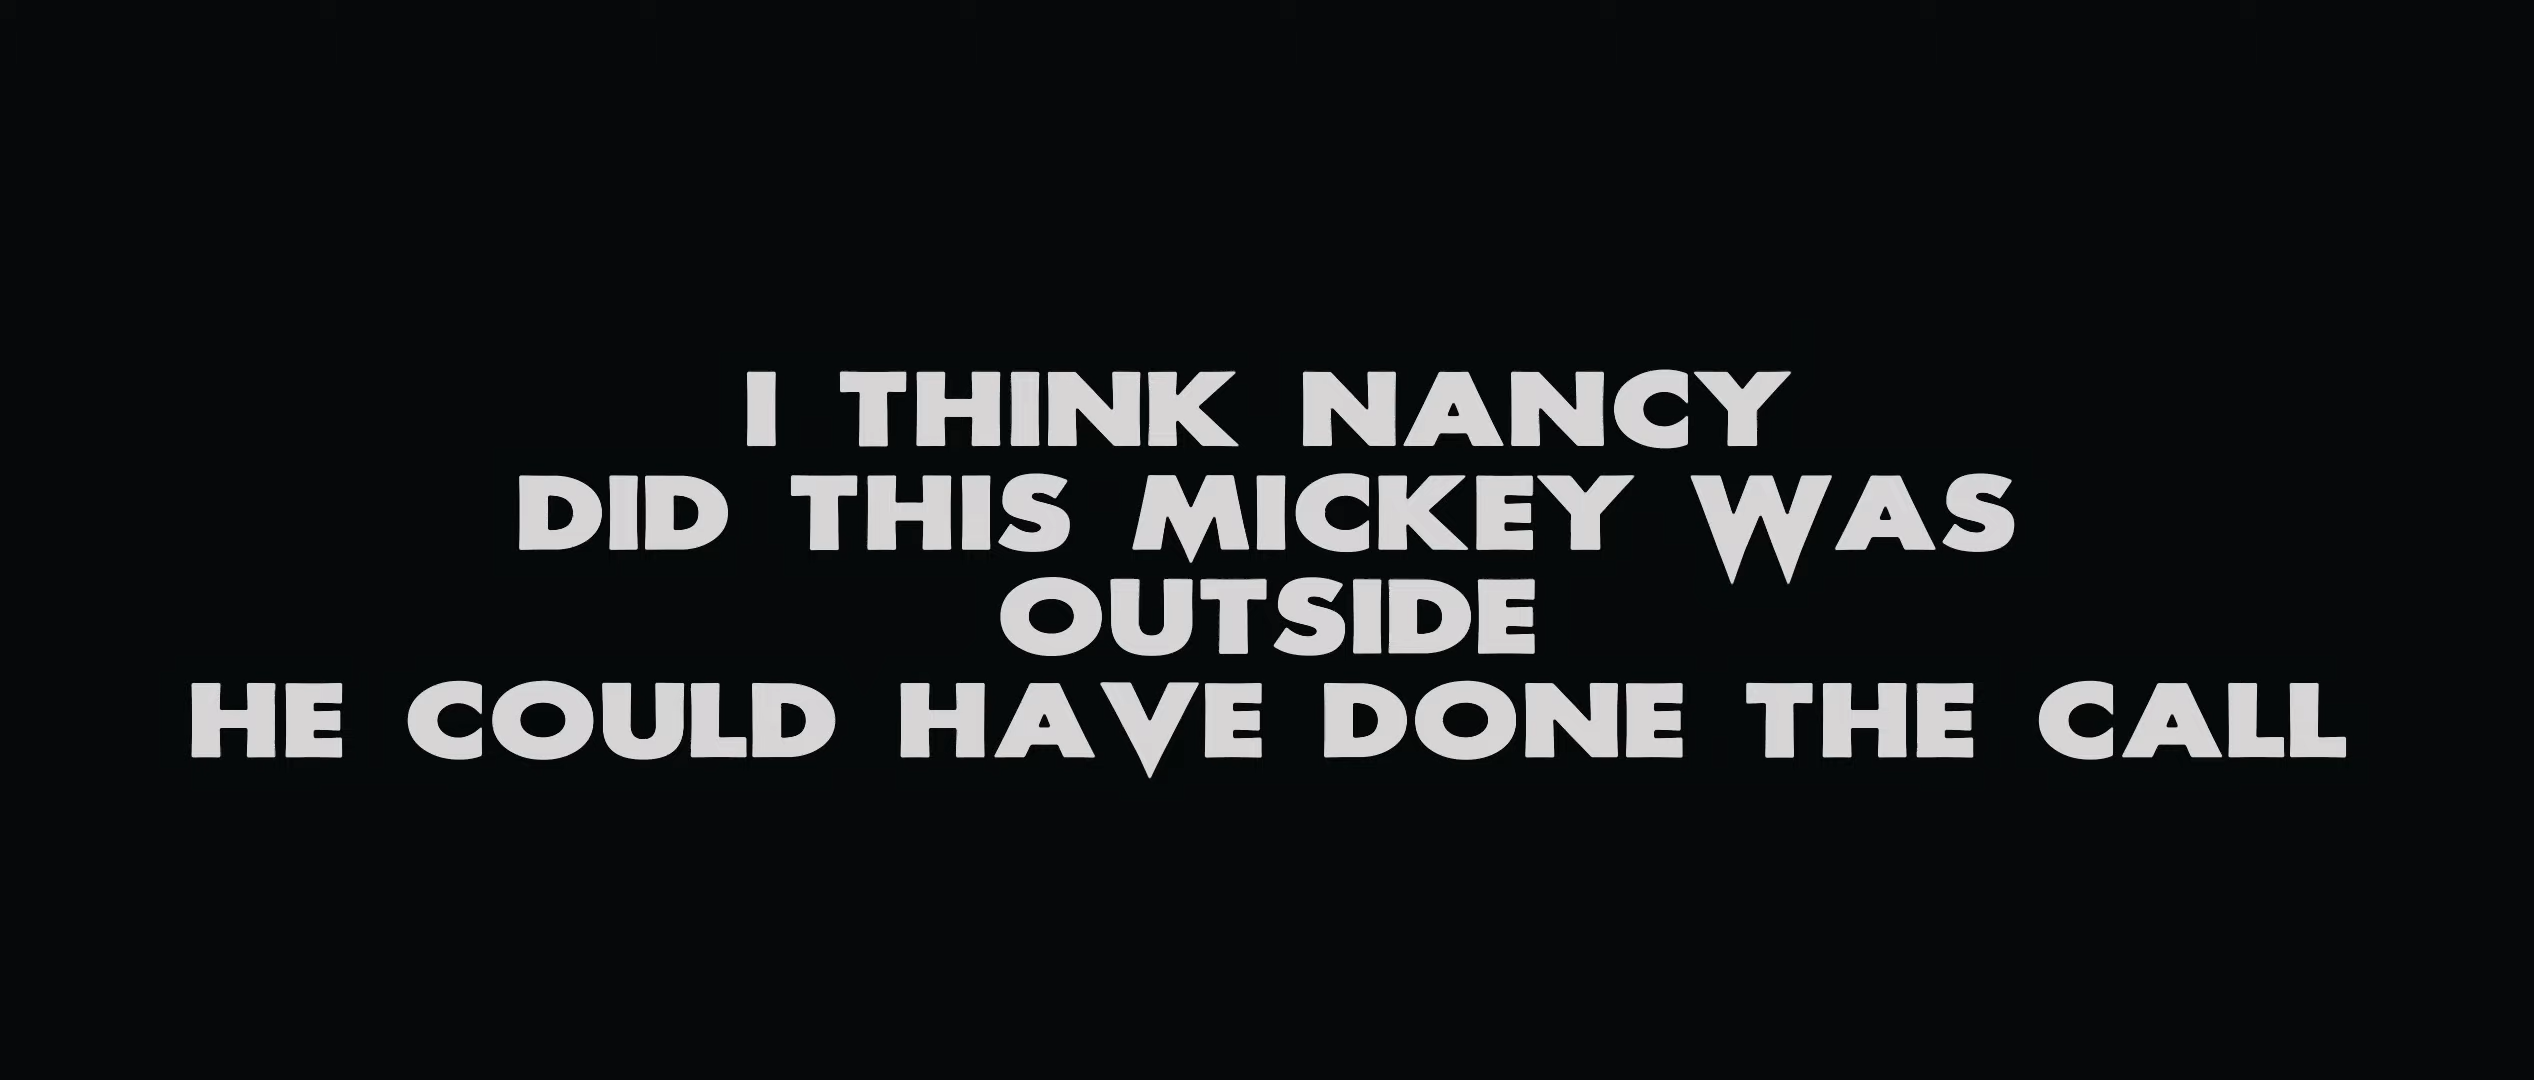 I THINK NANCY
DID THIS MICKEY WAS
OUTSIDE
HE COULD HAVE DONE THE CALL